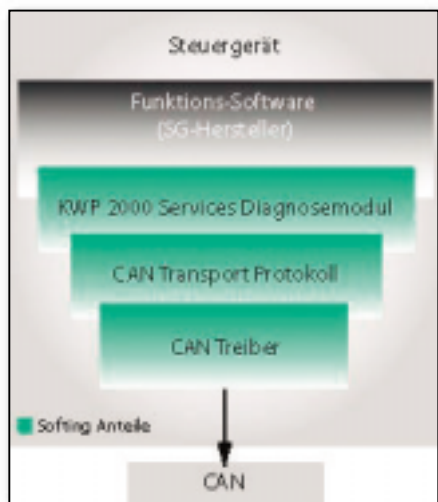 Steuergerät
Funktions-Software
(SG-Hersteller)
KWP 2000 Services Diagnosemodul
CAN Transport Protokoll
CAN Treiber
Softing Anteile
CAN